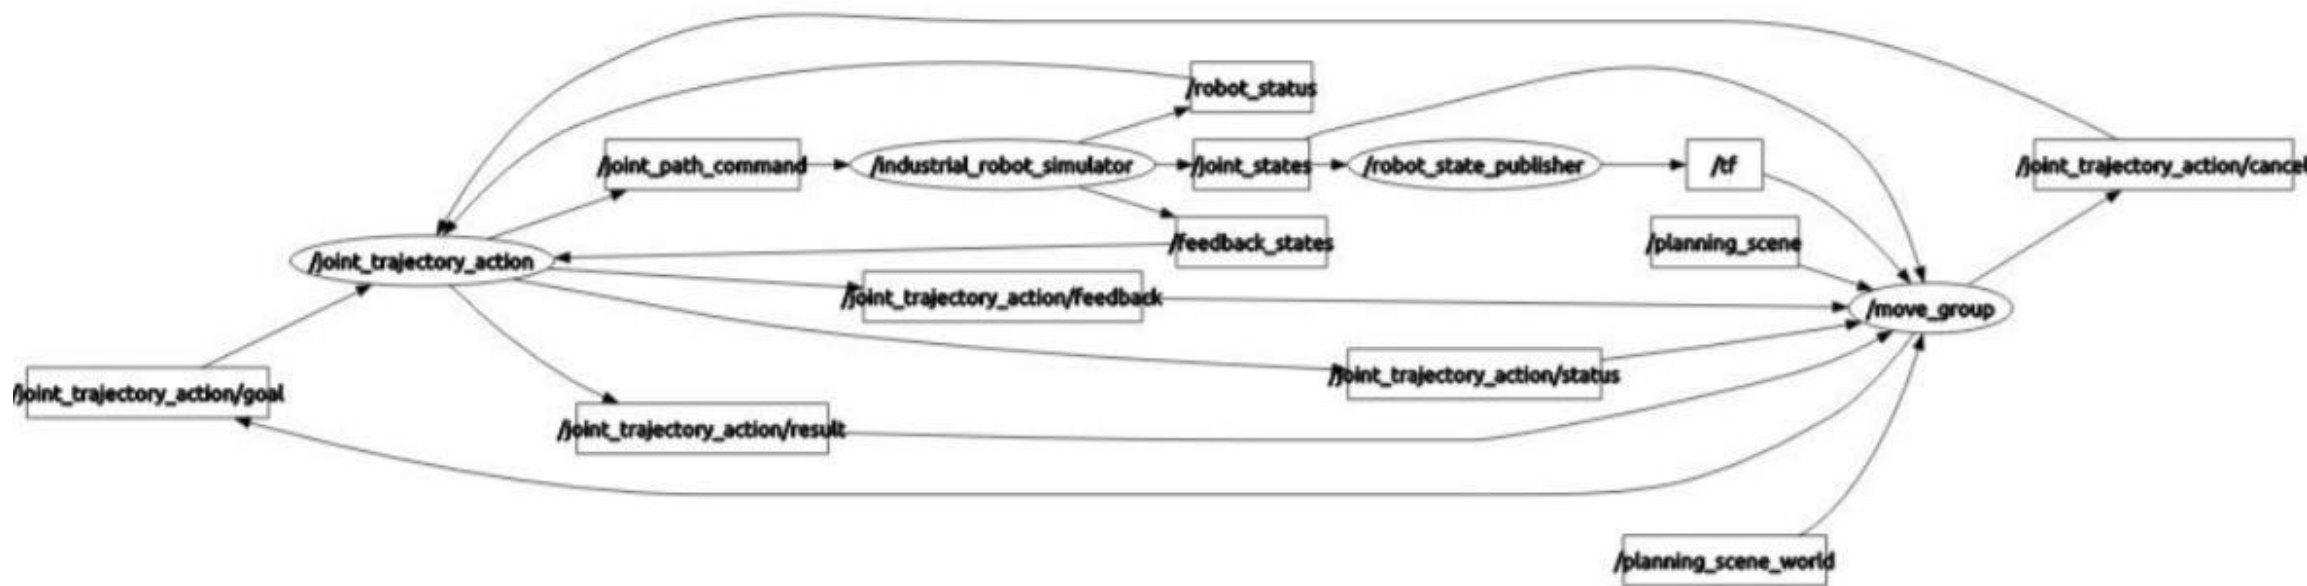 /robot_status
/joint_path_command
/industrial_robot_simulator
/joint_states
/robot_state_publisher
/tf
/joint_trajectory_action/cancel
/feedback_states
/planning_scene
/joint_trajectory_action
/joint_trajectory_action/feedback
/move_group
/joint_trajectory_action/status
/joint_trajectory_action/goal
/joint_trajectory_action/result
/planning_scene_world